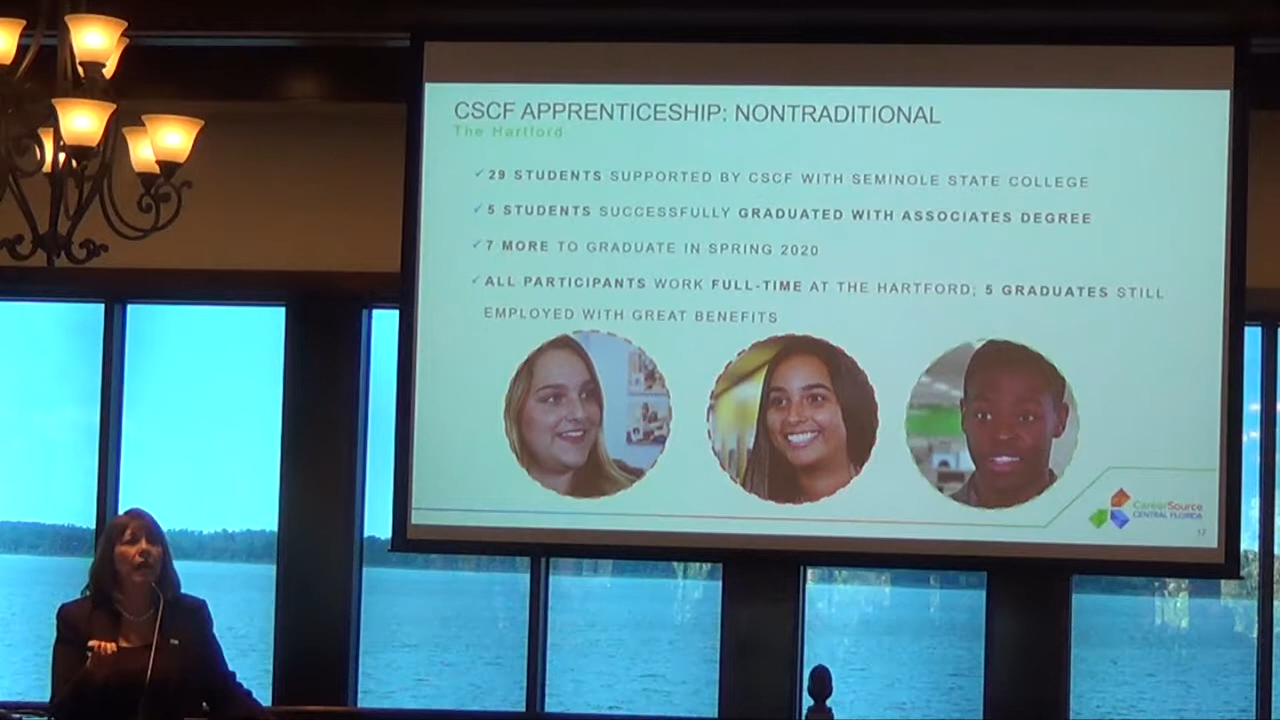 CSCF APPRENTICESHIP: NONTRADITIONAL
The Hartford
✓29 STUDENTS SUPPORTED BY CSCF WITH SEMINOLE STATE COLLEGE
✓5 STUDENTS SUCCESSFULLY GRADUATED WITH ASSOCIATES DEGREE
✓7 MORE TO GRADUATE IN SPRING 2020
✓ALL PARTICIPANTS WORK FULL-TIME AT THE HARTFORD; 5 GRADUATES STILL
EMPLOYED WITH GREAT BENEFITS
CareerSource
CENTRAL FLORIDA
17